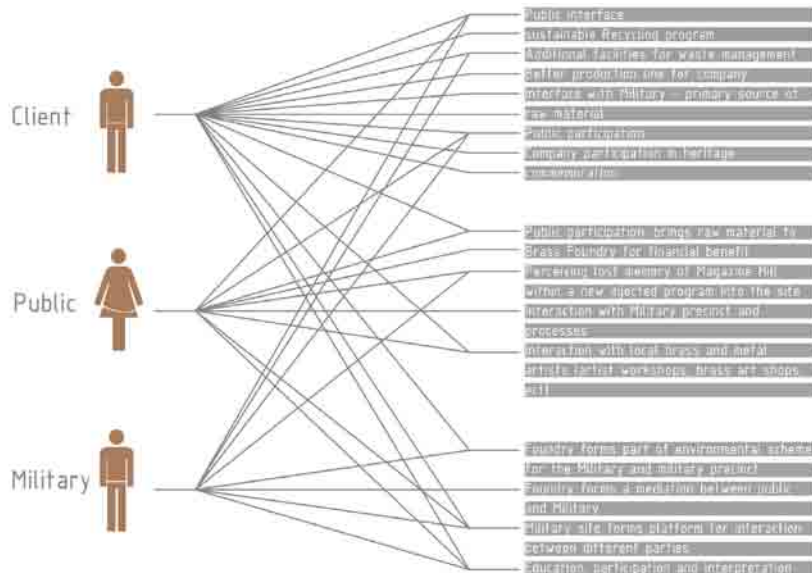 Client
Public
Military
Public interface
sustainable Recysling program
Additional facilities for waste management
Better production line for company
Interface with Military - primary source of
raw material
Public participation
Company participation in heritage
commemoration
Public participation, brings raw material to
Brass Foundry for financial benefit
Perceiving lost memory of Magazine Hill
within a new injected program into the site
Interaction with Military precinct and
processes
Interaction with local brass and metal
artists (artist workshops, brass art shops,
Foundry forms part of environmental scheme
for the Military and military precinct
Foundry forms a mediation between public
and Military
Military site forms platform for interaction
between different parties
Education, participation and interpretation